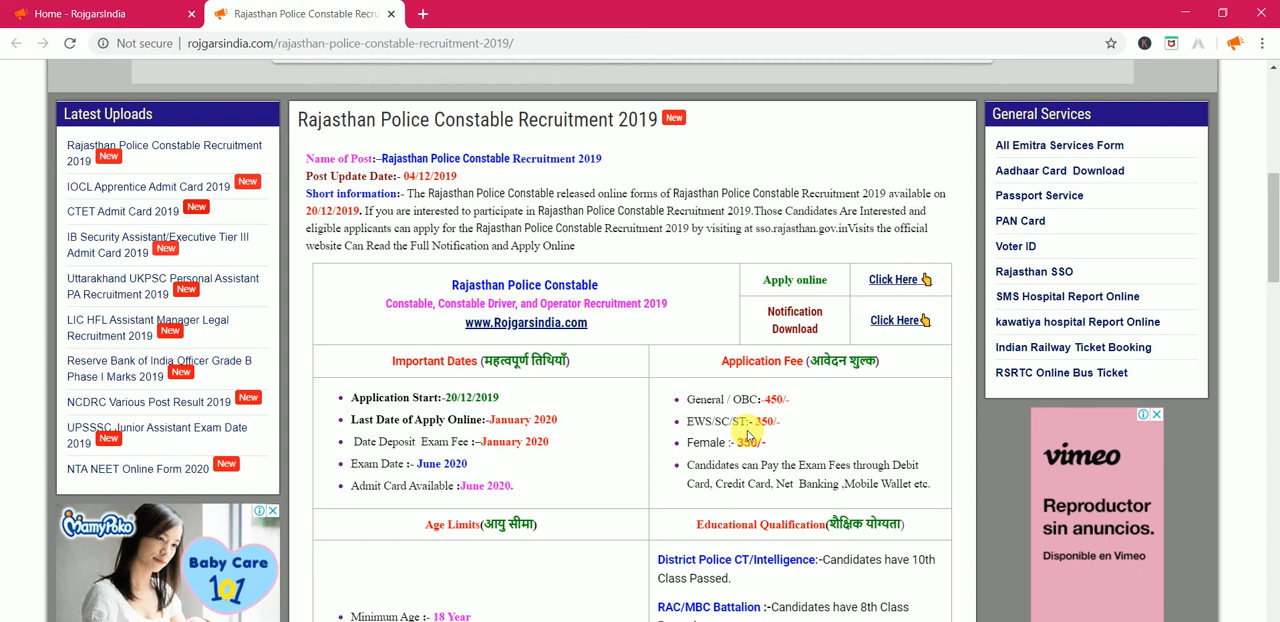 Home - RojgarsIndia
Rajasthan Police Constable Recru
Not secure | rojgarsindia.com/rajasthan-police-constable-recruitment-2019/
Latest Uploads
Rajasthan Police Constable Recruitment
2019 New
IOCL Apprentice Admit Card 2019 New
CTET Admit Card 2019 New
IB Security Assistant/Executive Tier III
Admit Card 2019 New
Uttarakhand UKPSC Personal Assistant
PA Recruitment 2019 New
LIC HFL Assistant Manager Legal
Recruitment 2019 New
Reserve Bank of India Officer Grade B
Phase I Marks 2019 New
NCDRC Various Post Result 2019 New
UPSSSC Junior Assistant Exam Date
2019 New
NTA NEET Online Form 2020 New
MamyPoko
Baby Care
101
Rajasthan Police Constable Recruitment 2019 New
Name of Post:–Rajasthan Police Constable Recruitment 2019
Post Update Date:- 04/12/2019
Short information:- The Rajasthan Police Constable released online forms of Rajasthan Police Constable Recruitment 2019 available on
20/12/2019. If you are interested to participate in Rajasthan Police Constable Recruitment 2019.Those Candidates Are Interested and
eligible applicants can apply for the Rajasthan Police Constable Recruitment 2019 by visiting at sso.rajasthan.gov.inVisits the official
website Can Read the Full Notification and Apply Online
Rajasthan Police Constable
Constable, Constable Driver, and Operator Recruitment 2019
www.Rojgarsindia.com
Apply online
Click Here
Notification
Download
Click Here
Important Dates (महत्वपूर्ण तिथियाँ)
Application Start:-20/12/2019
Last Date of Apply Online:-January 2020
Date Deposit Exam Fee :–January 2020
Exam Date :- June 2020
Admit Card Available :June 2020.
Application Fee (आवेदन शुल्क)
General / OBC:-450/-
EWS/SC/ST:- 350/-
Female :- 350/-
Candidates can Pay the Exam Fees through Debit
Card, Credit Card, Net Banking ,Mobile Wallet etc.
Age Limits(आयु सीमा)
Minimum Age :- 18 Year
Educational Qualification(शैक्षिक योग्यता)
District Police CT/Intelligence:-Candidates have 10th
Class Passed.
RAC/MBC Battalion :-Candidates have 8th Class
General Services
All Emitra Services Form
Aadhaar Card Download
Passport Service
PAN Card
Voter ID
Rajasthan SSO
SMS Hospital Report Online
kawatiya hospital Report Online
Indian Railway Ticket Booking
RSRTC Online Bus Ticket
vimeo
Reproductor
sin anuncios.
Disponible en Vimeo